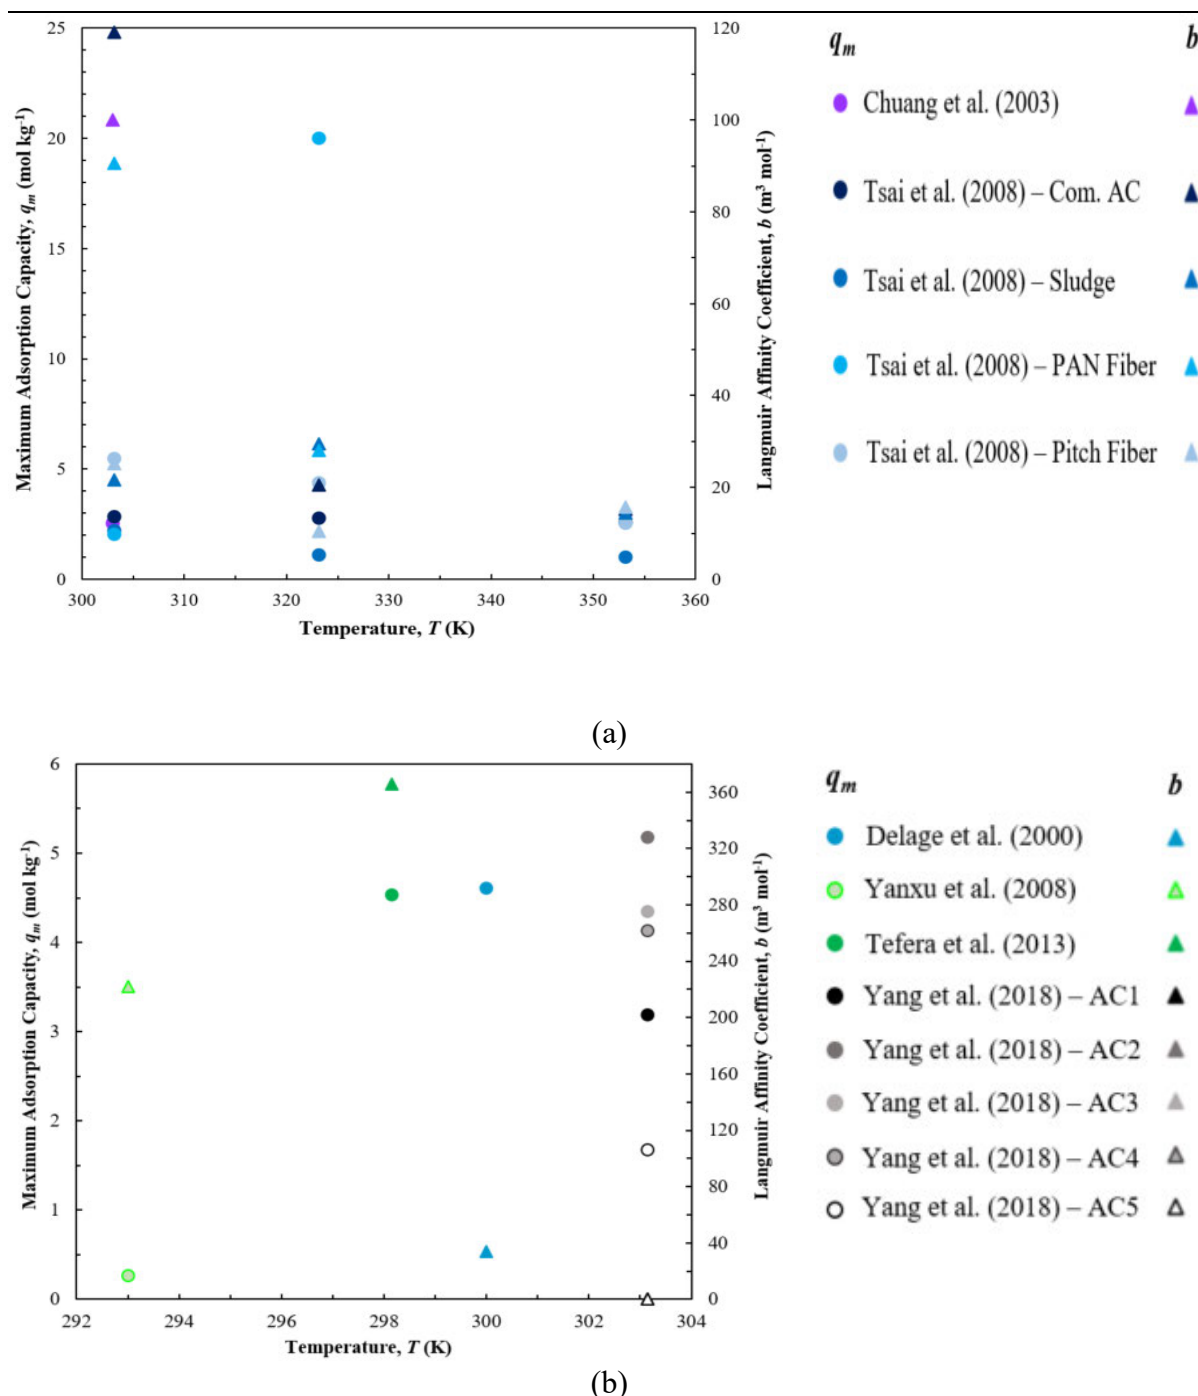 25
20
15
10
5
0
Maximum Adsorption Capacity, qm (mol kg-1)
120
100
80
60
40
20
0
Langmuir Affinity Coefficient, b (m3 mol-1)
300 310 320 330 340 350 360
Temperature, T (K)
qm b
Chuang et al. (2003)
Tsai et al. (2008) – Com. AC
Tsai et al. (2008) – Sludge
Tsai et al. (2008) – PAN Fiber
Tsai et al. (2008) – Pitch Fiber
(a)
6
5
4
3
2
1
0
Maximum Adsorption Capacity, qm (mol kg-1)
360
320
280
240
200
160
120
80
40
0
Langmuir Affinity Coefficient, b (m3 mol-1)
292 294 296 298 300 302 304
Temperature, T (K)
qm b
Delage et al. (2000)
Yanxu et al. (2008)
Tefera et al. (2013)
Yang et al. (2018) – AC1
Yang et al. (2018) – AC2
Yang et al. (2018) – AC3
Yang et al. (2018) – AC4
Yang et al. (2018) – AC5
(b)